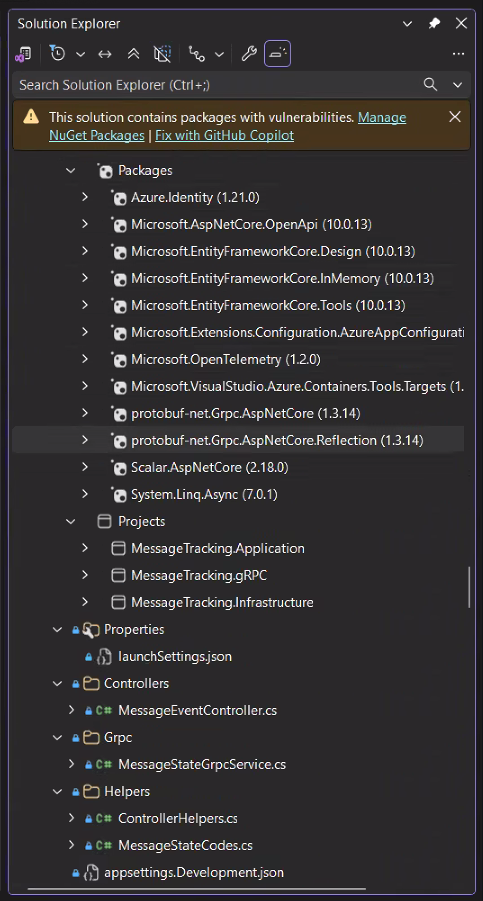 Solution Explorer
Search Solution Explorer (Ctrl+;)
This solution contains packages with vulnerabilities. Manage
NuGet Packages | Fix with GitHub Copilot
Packages
Azure.Identity (1.21.0)
Microsoft.AspNetCore.OpenApi (10.0.13)
Microsoft.EntityFrameworkCore.Design (10.0.13)
Microsoft.EntityFrameworkCore.InMemory (10.0.13)
Microsoft.EntityFrameworkCore.Tools (10.0.13)
Microsoft.Extensions.Configuration.AzureAppConfigurati
Microsoft.OpenTelemetry (1.2.0)
Microsoft.VisualStudio.Azure.Containers.Tools.Targets (1.
protobuf-net.Grpc.AspNetCore (1.3.14)
protobuf-net.Grpc.AspNetCore.Reflection (1.3.14)
Scalar.AspNetCore (2.18.0)
System.Linq.Async (7.0.1)
Projects
MessageTracking.Application
MessageTracking.gRPC
MessageTracking.Infrastructure
Properties
launchSettings.json
Controllers
C# MessageEventController.cs
Grpc
C# MessageStateGrpcService.cs
Helpers
C# ControllerHelpers.cs
C# MessageStateCodes.cs
appsettings.Development.json